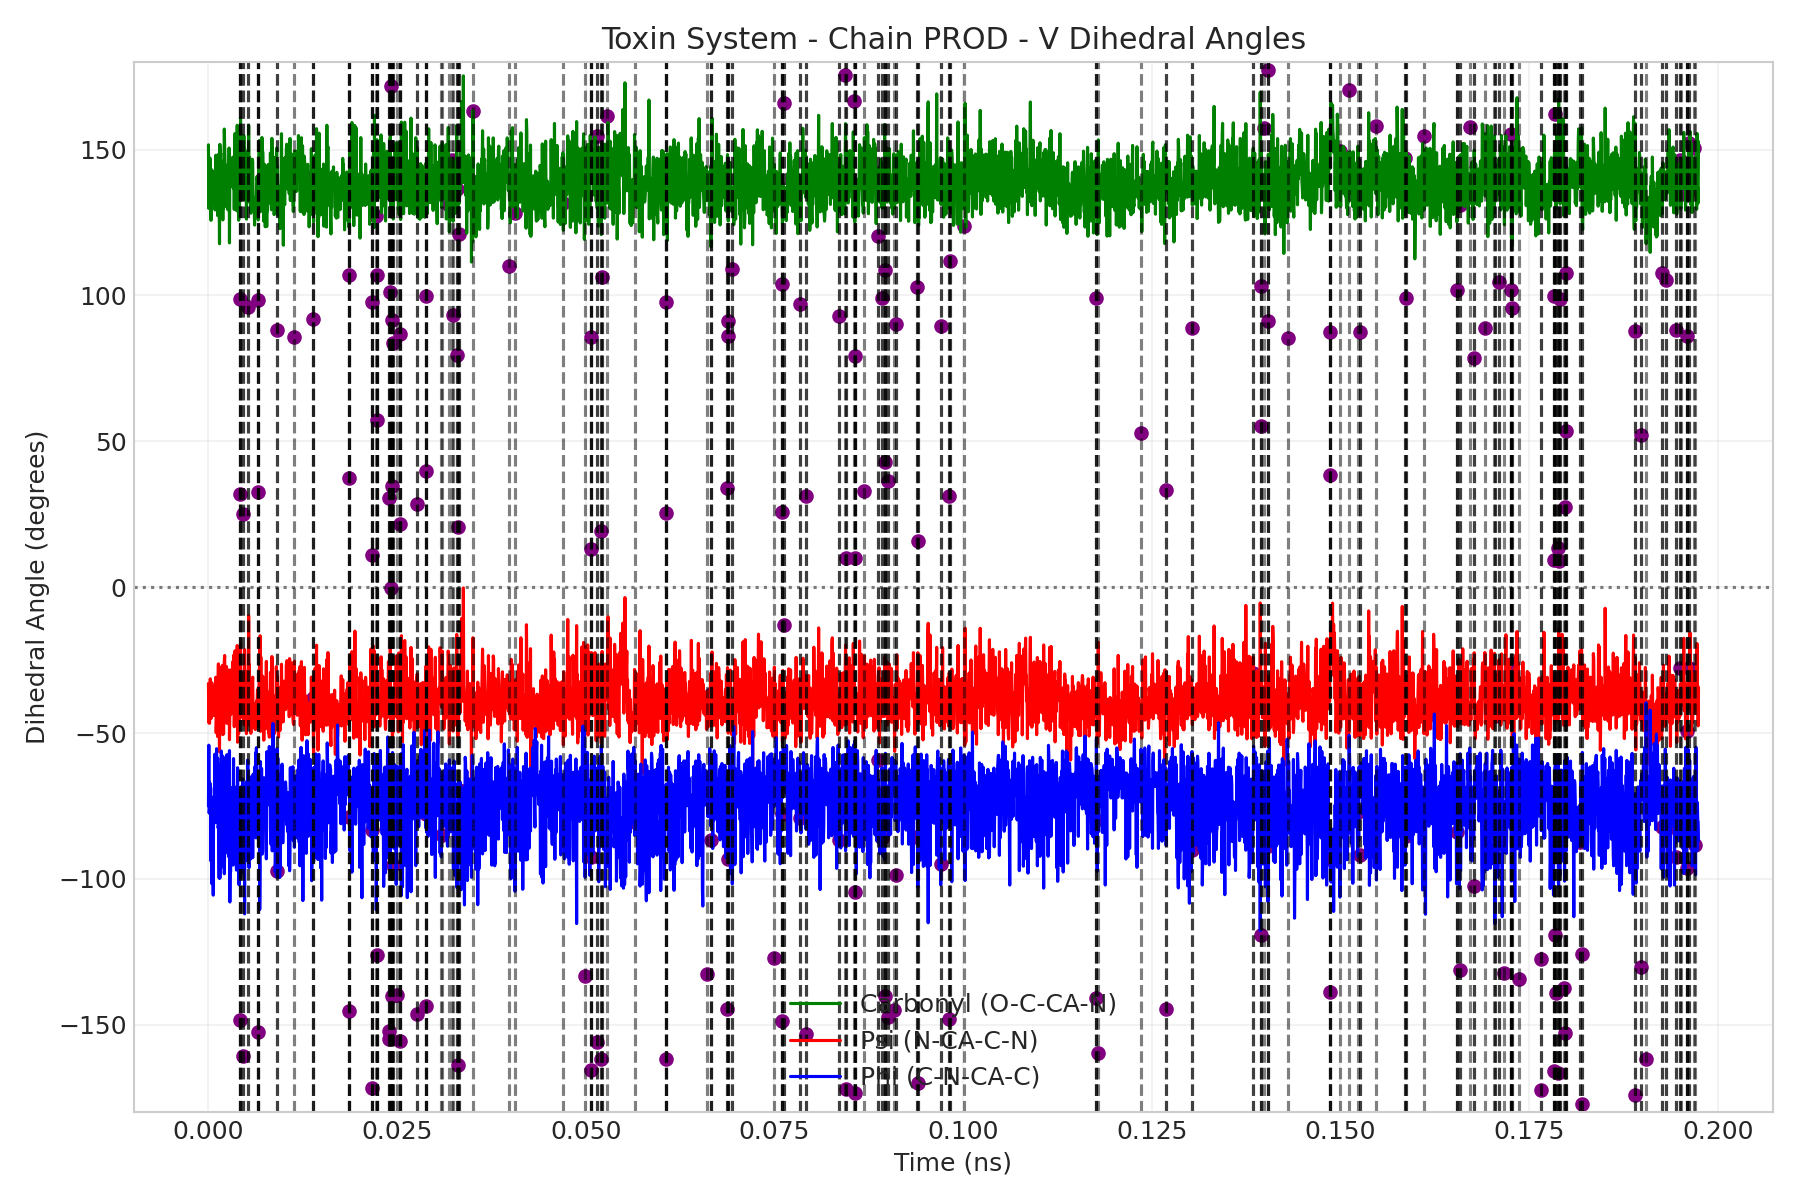 Toxin System - Chain PROD - V Dihedral Angles
Dihedral Angle (degrees)
150
100
50
0
−50
−100
−150
Carbonyl (O-C-CA-N)
Psi (N-CA-C-N)
Phi (C-N-CA-C)
0.000 0.025 0.050 0.075 0.100 0.125 0.150 0.175 0.200
Time (ns)